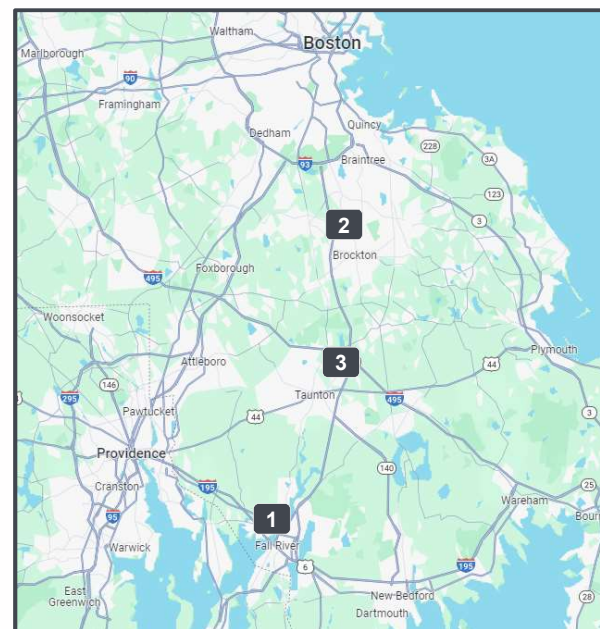 Boston
Waltham
Marlborough
90
Framingham
Quincy
Dedham
228
3A
93
Braintree
123
2
3
Brockton
Foxborough
495
Woonsocket
Plymouth
3
44
Attleboro
146
295
Taunton
495
Pawtucket
44
3
Providence
140
195
Cranston
25
Wareham
1
95
Bourn
Warwick
Fall River
6
195
East
Greenwich
New Bedford
28
Dartmouth